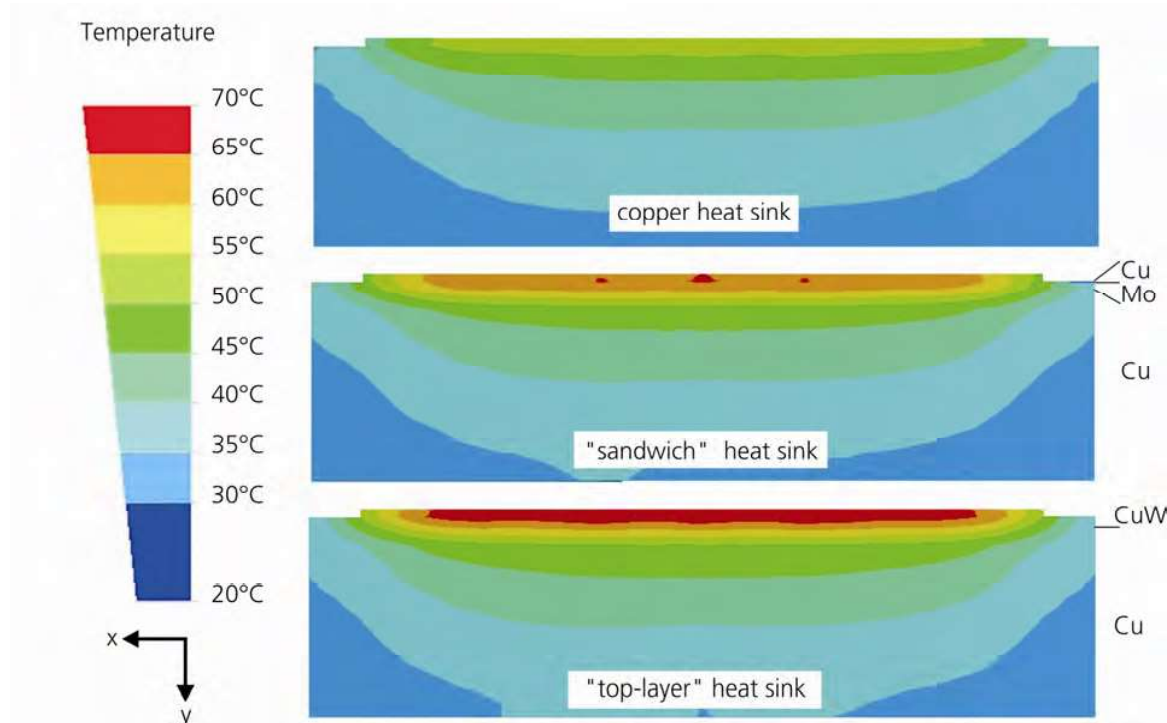 Temperature
70°C
65°C
60°C
55°C
50°C
45°C
40°C
35°C
30°C
20°C
x
y
copper heat sink
Cu
Mo
Cu
"sandwich" heat sink
CuW
Cu
"top-layer" heat sink